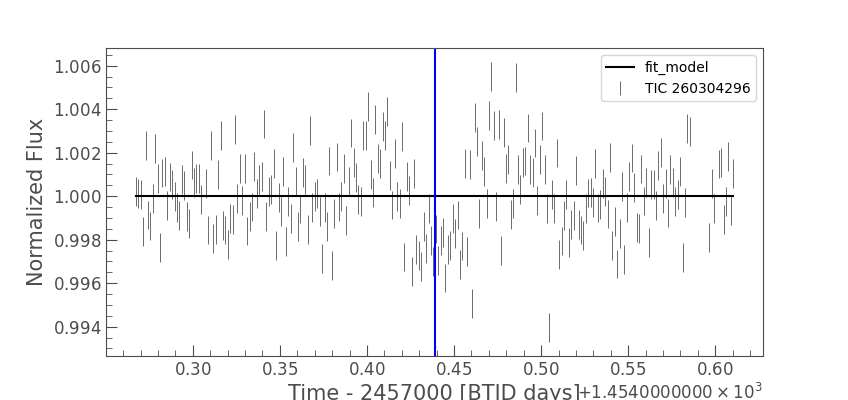 1.006
1.004
1.002
1.000
0.998
0.996
0.994
Normalized Flux
fit_model
TIC 260304296
0.30 0.35 0.40 0.45 0.50 0.55 0.60
Time - 2457000 [BTJD days]
+1.4540000000 × 10³